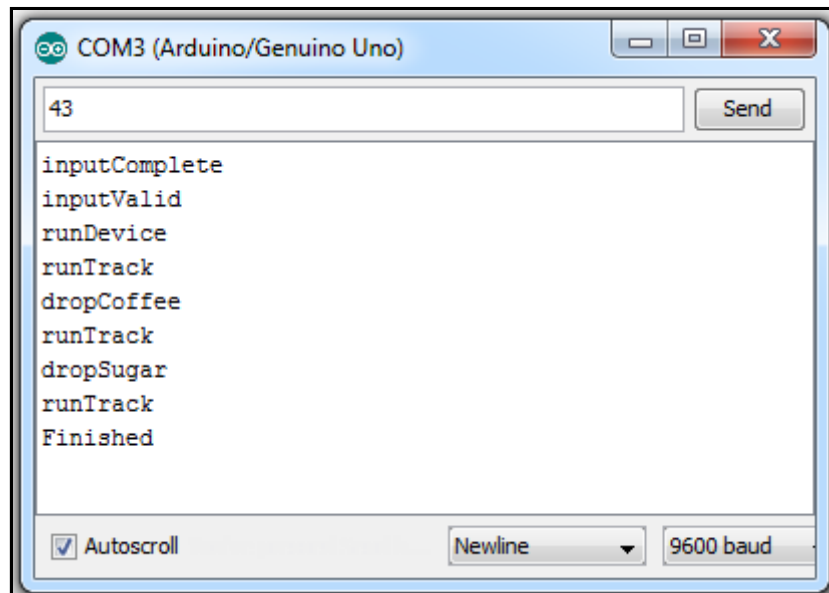 COM3 (Arduino/Genuino Uno)
43
Send
inputComplete
inputValid
runDevice
runTrack
dropCoffee
runTrack
dropSugar
runTrack
Finished
Autoscroll
Newline
9600 baud